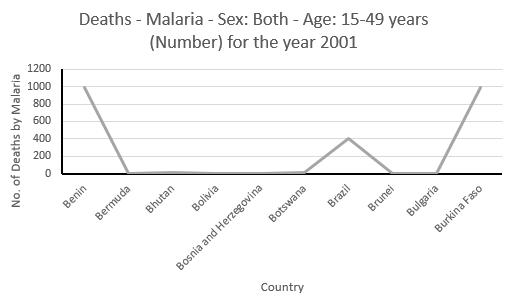 Deaths - Malaria - Sex: Both - Age: 15-49 years
(Number) for the year 2001
No. of Deaths by Malaria
1200
1000
800
600
400
200
0
Benin
Bermuda
Bhutan
Bolivia
Bosnia and Herzegovina
Botswana
Brazil
Brunei
Bulgaria
Burkina Faso
Country